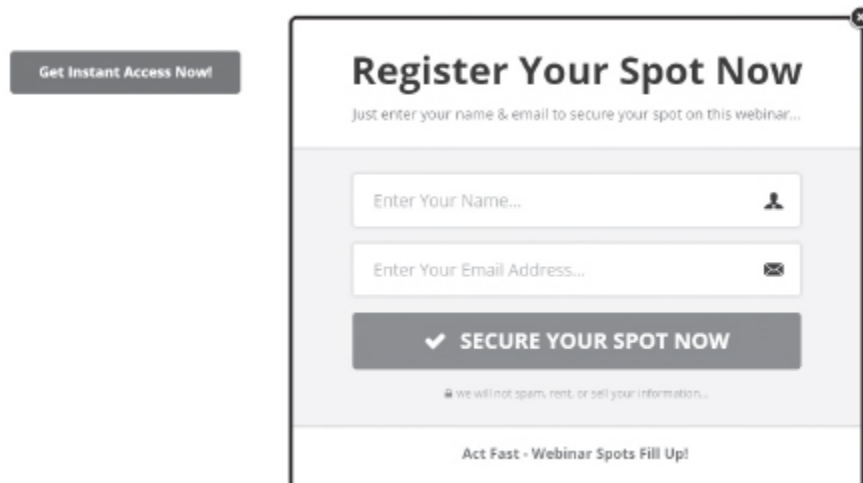 Get Instant Access Now!
Register Your Spot Now
Just enter your name & email to secure your spot on this webinar...
Enter Your Name...
Enter Your Email Address...
SECURE YOUR SPOT NOW
we will not spam, rent, or sell your information...
Act Fast - Webinar Spots Fill Up!